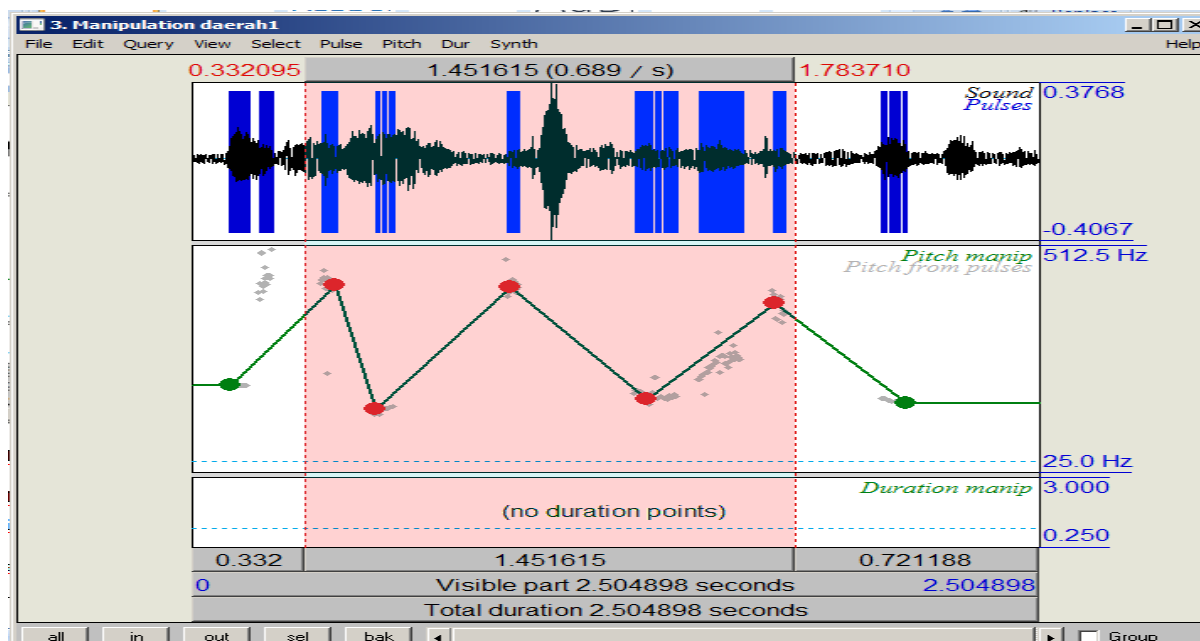 3. Manipulation daerah1
File Edit Query View Select Pulse Pitch Dur Synth Help
0.332095 1.451615 (0.689 / s) 1.783710
Sound 0.3768
Pulses
-0.4067
Pitch manip 512.5 Hz
Pitch from pulses
25.0 Hz
Duration manip 3.000
(no duration points)
0.250
0.332 1.451615 0.721188
0 Visible part 2.504898 seconds 2.504898
Total duration 2.504898 seconds
all in out sel bak Group